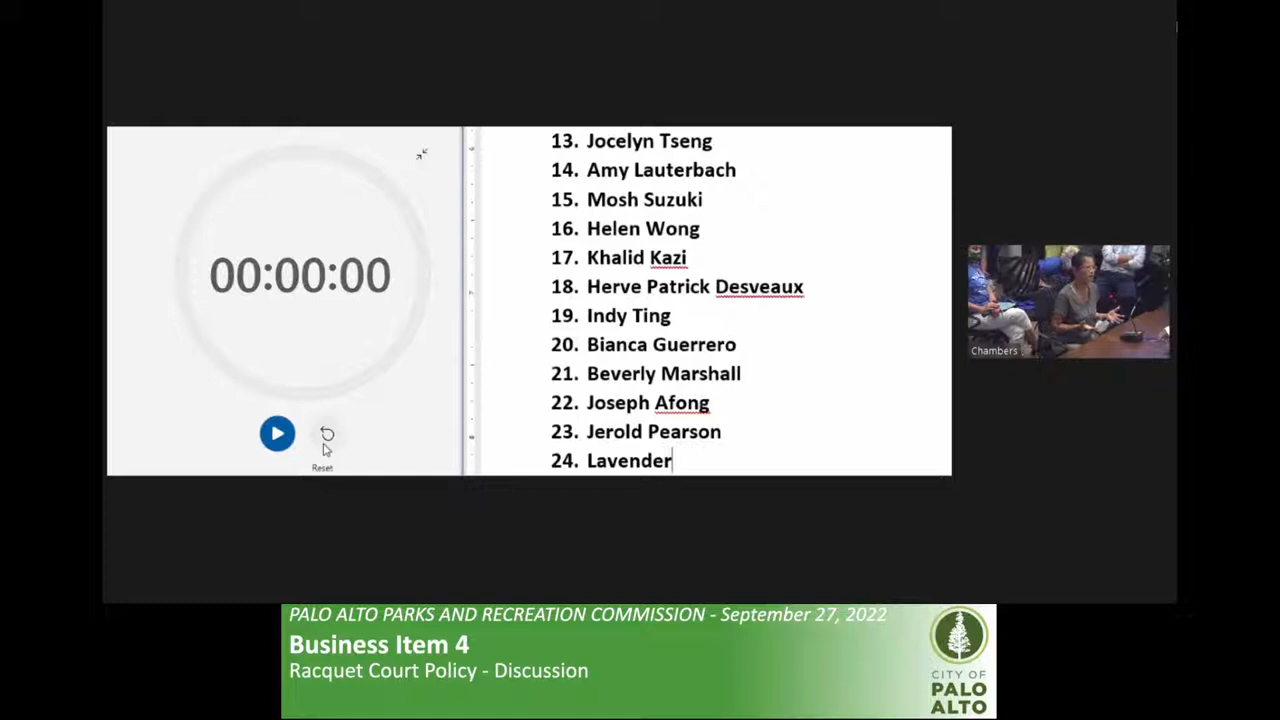 00:00:00
Reset
13. Jocelyn Tseng
14. Amy Lauterbach
15. Mosh Suzuki
16. Helen Wong
17. Khalid Kazi
18. Herve Patrick Desveaux
19. Indy Ting
20. Bianca Guerrero
21. Beverly Marshall
22. Joseph Afong
23. Jerold Pearson
24. Lavender
Chambers
PALO ALTO PARKS AND RECREATION COMMISSION - September 27, 2022
Business Item 4
Racquet Court Policy - Discussion
CITY OF
PALO
ALTO